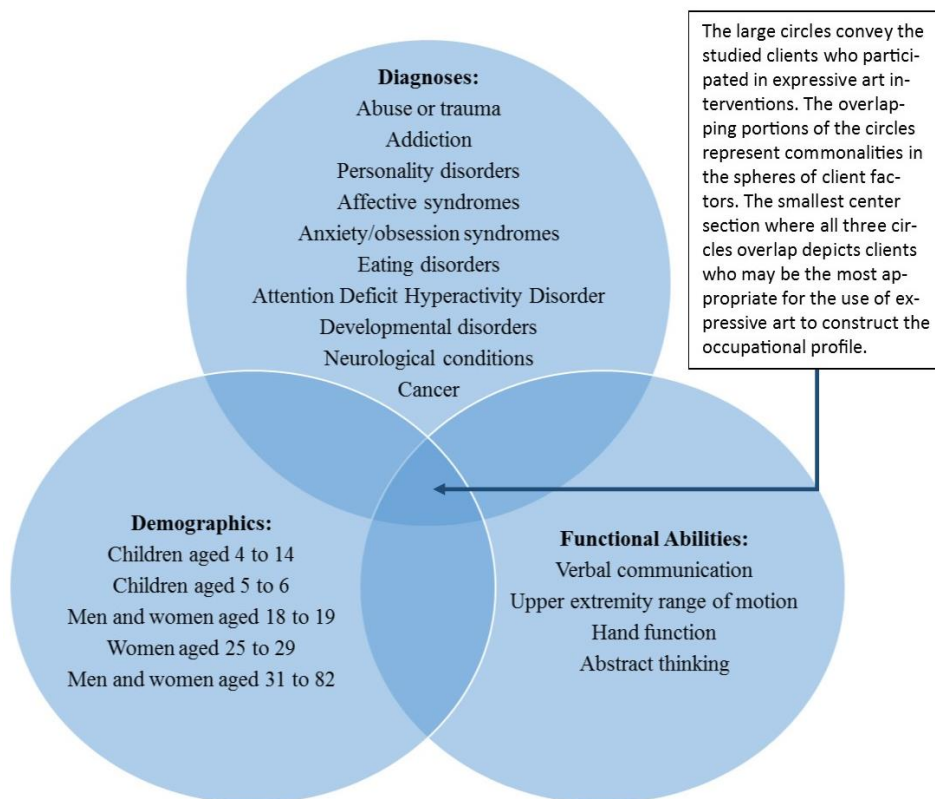 The large circles convey the
studied clients who partici-
pated in expressive art in-
terventions. The overlap-
ping portions of the circles
represent commonalities in
the spheres of client fac-
tors. The smallest center
section where all three cir-
cles overlap depicts clients
who may be the most ap-
propriate for the use of ex-
pressive art to construct the
occupational profile.
Diagnoses:
Abuse or trauma
Addiction
Personality disorders
Affective syndromes
Anxiety/obsession syndromes
Eating disorders
Attention Deficit Hyperactivity Disorder
Developmental disorders
Neurological conditions
Cancer
Demographics:
Children aged 4 to 14
Children aged 5 to 6
Men and women aged 18 to 19
Women aged 25 to 29
Men and women aged 31 to 82
Functional Abilities:
Verbal communication
Upper extremity range of motion
Hand function
Abstract thinking